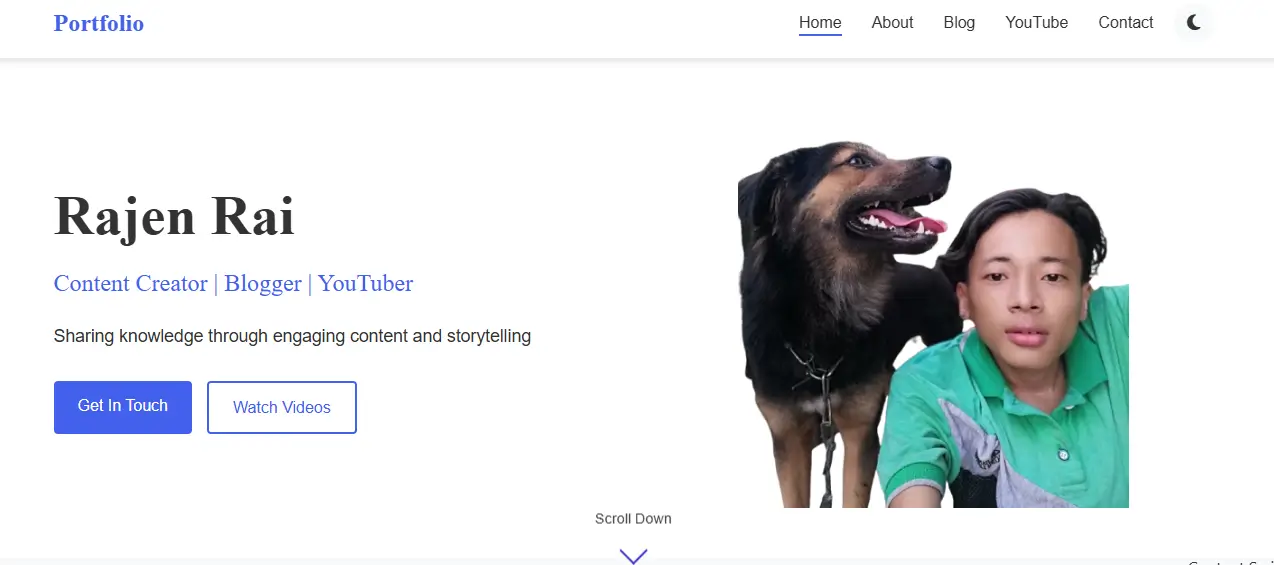 Portfolio
Home About Blog YouTube Contact
Rajen Rai
Content Creator | Blogger | YouTuber
Sharing knowledge through engaging content and storytelling
Get In Touch Watch Videos
Scroll Down